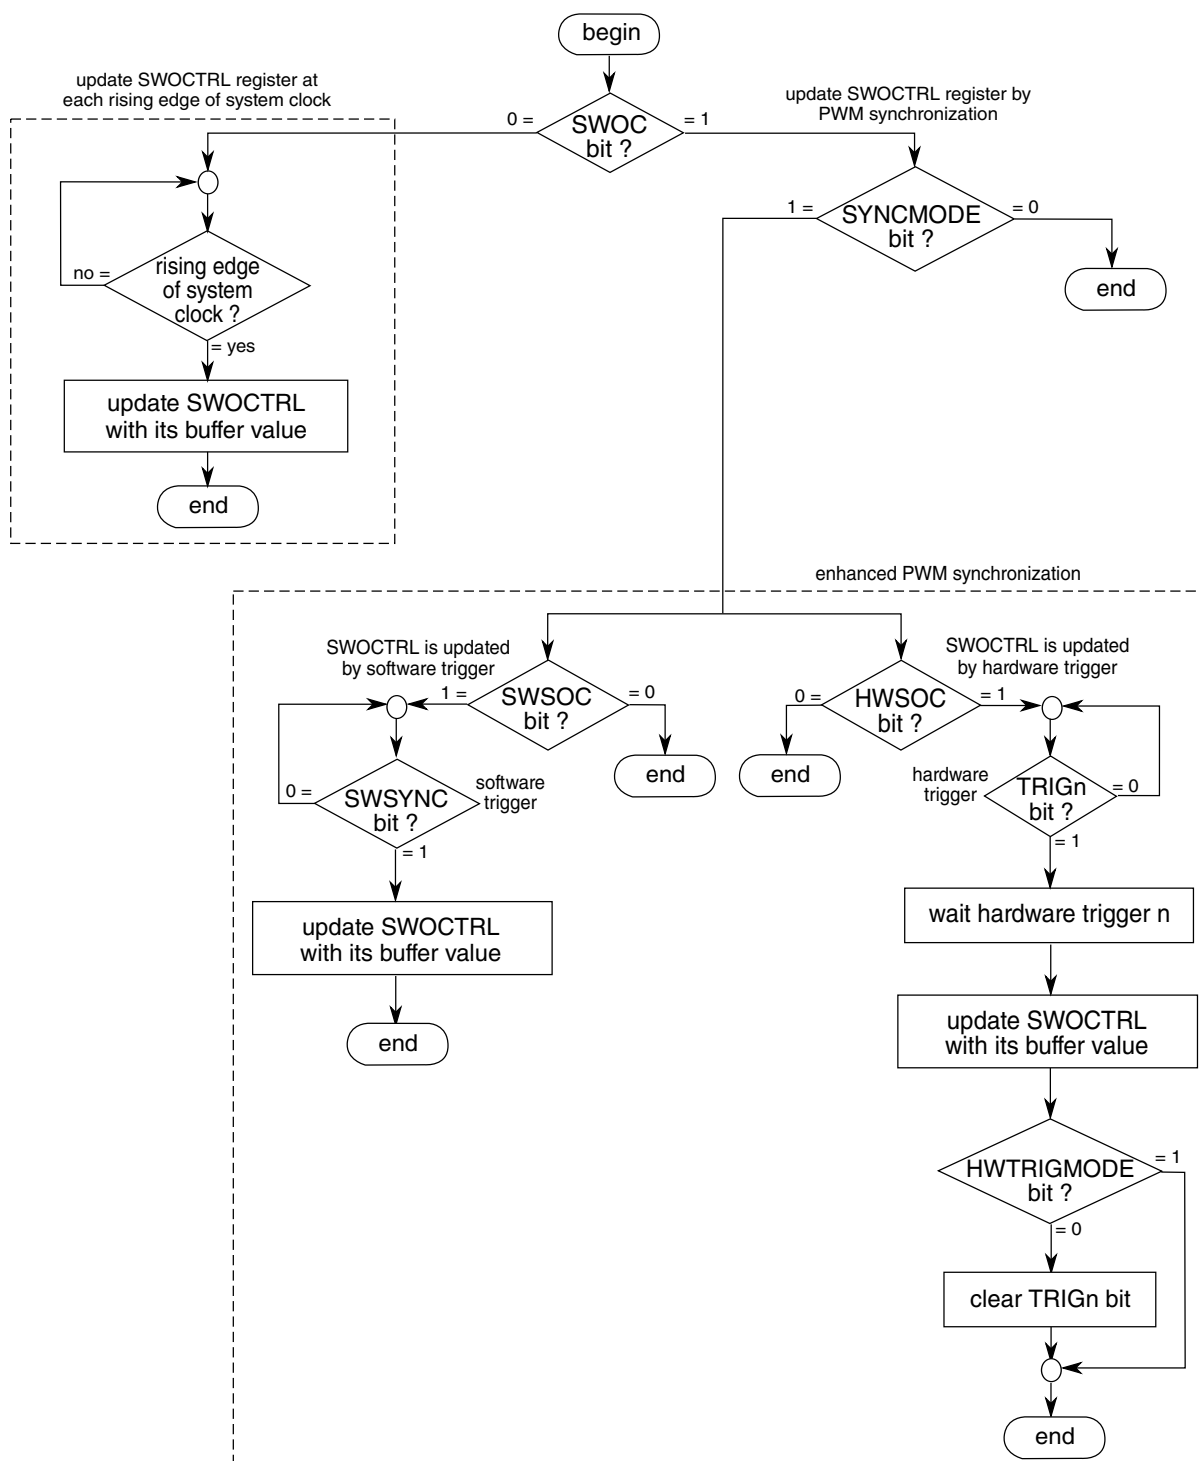 begin
update SWOCTRL register at
each rising edge of system clock
update SWOCTRL register by
PWM synchronization
0 =
SWOC
bit ?
= 1
1 =
SYNCMODE
bit ?
= 0
end
no =
rising edge
of system
clock ?
= yes
update SWOCTRL
with its buffer value
end
enhanced PWM synchronization
SWOCTRL is updated
by software trigger
1 =
SWSOC
bit ?
= 0
end
0 =
SWSYNC
bit ?
software
trigger
= 1
update SWOCTRL
with its buffer value
end
SWOCTRL is updated
by hardware trigger
0 =
HWSOC
bit ?
= 1
end
hardware
trigger
TRIGn
bit ?
= 0
= 1
wait hardware trigger n
update SWOCTRL
with its buffer value
HWTRIGMODE
bit ?
= 1
= 0
clear TRIGn bit
end